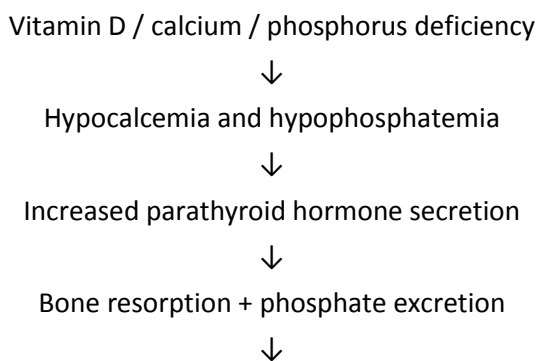 Vitamin D / calcium / phosphorus deficiency
↓
Hypocalcemia and hypophosphatemia
↓
Increased parathyroid hormone secretion
↓
Bone resorption + phosphate excretion
↓